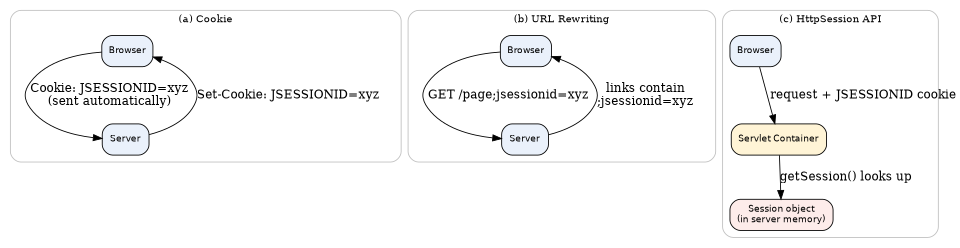 (a) Cookie
Browser
Cookie: JSESSIONID=xyz
(sent automatically)
Set-Cookie: JSESSIONID=xyz
Server
(b) URL Rewriting
Browser
GET /page;jsessionid=xyz
links contain
;jsessionid=xyz
Server
(c) HttpSession API
Browser
request + JSESSIONID cookie
Servlet Container
getSession() looks up
Session object
(in server memory)